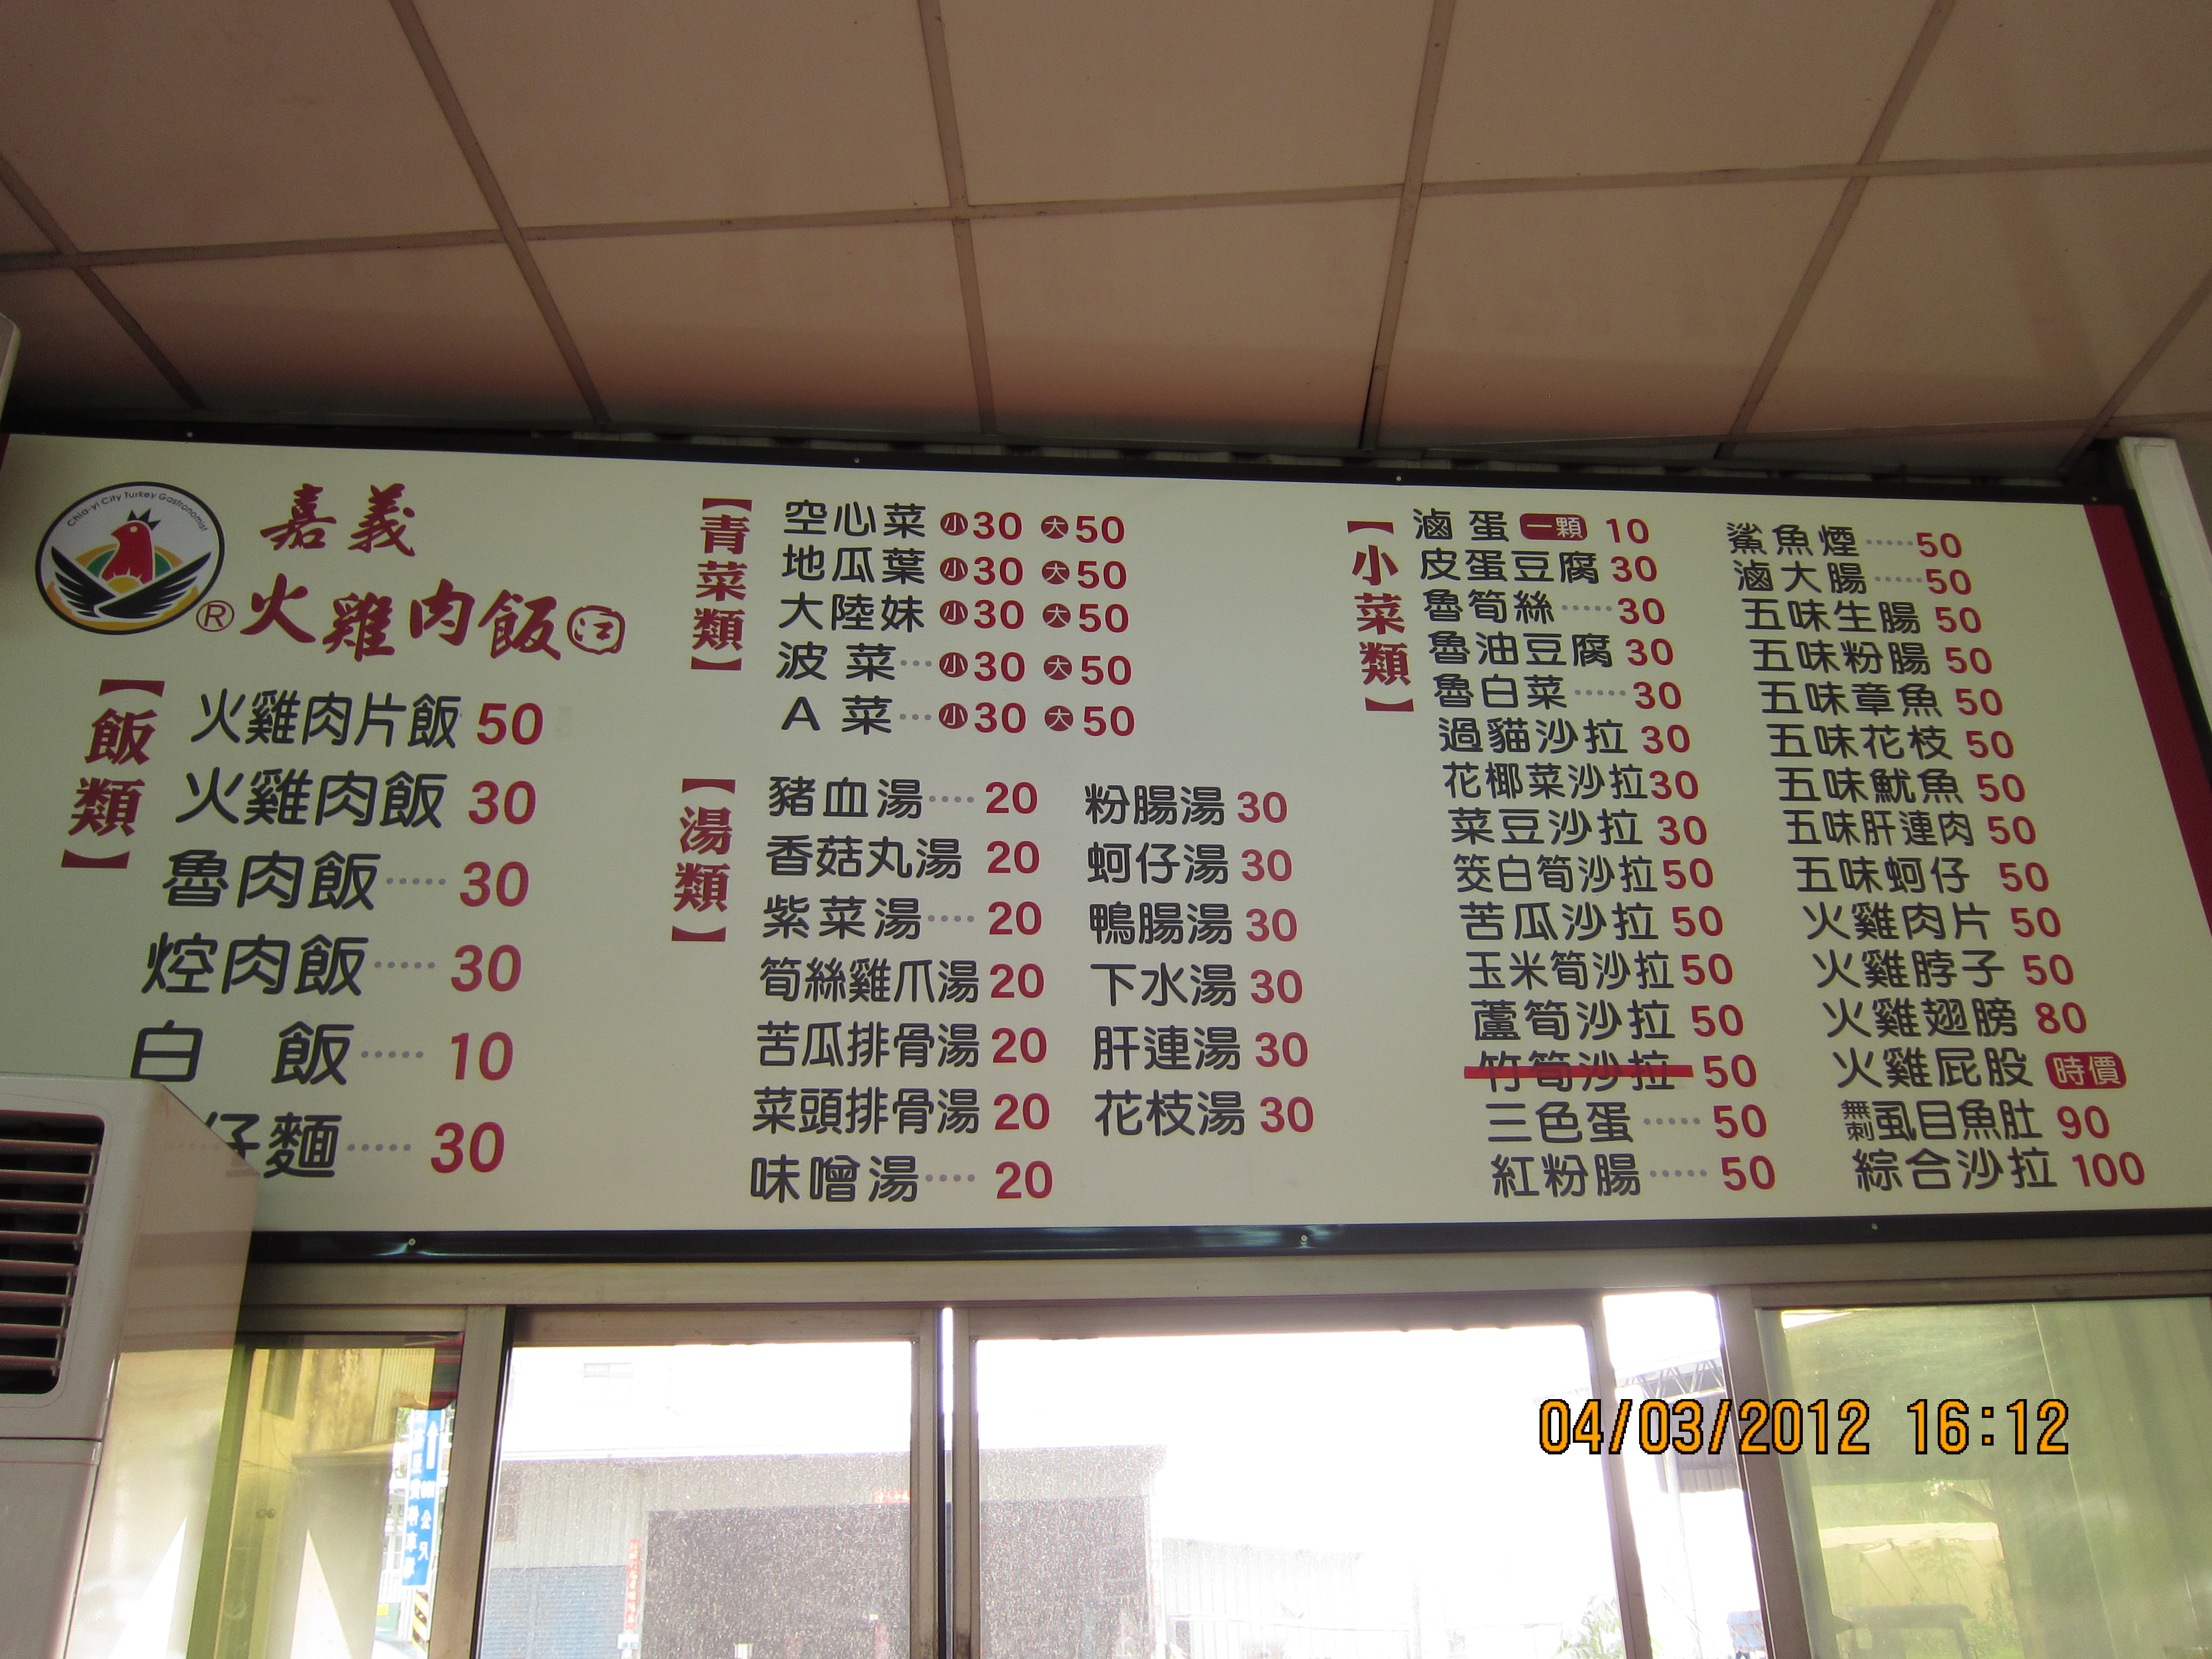 Chia-yi City Turkey Gastronomist
嘉義
®火雞肉飯 江
【飯類】
火雞肉片飯 50
火雞肉飯 30
魯肉飯····· 30
焢肉飯····· 30
白 飯····· 10
仔麵····· 30
【青菜類】
空心菜 小30 大50
地瓜葉 小30 大50
大陸妹 小30 大50
波菜··· 小30 大50
A菜··· 小30 大50
【湯類】
豬血湯···· 20
香菇丸湯 20
紫菜湯···· 20
筍絲雞爪湯 20
苦瓜排骨湯 20
菜頭排骨湯 20
味噌湯···· 20
粉腸湯 30
蚵仔湯 30
鴨腸湯 30
下水湯 30
肝連湯 30
花枝湯 30
【小菜類】
滷蛋 一顆 10
皮蛋豆腐 30
魯筍絲····· 30
魯油豆腐 30
魯白菜····· 30
過貓沙拉 30
花椰菜沙拉 30
菜豆沙拉 30
筊白筍沙拉 50
苦瓜沙拉 50
玉米筍沙拉 50
蘆筍沙拉 50
竹筍沙拉 50
三色蛋····· 50
紅粉腸····· 50
鯊魚煙····· 50
滷大腸····· 50
五味生腸 50
五味粉腸 50
五味章魚 50
五味花枝 50
五味魷魚 50
五味肝連肉 50
五味蚵仔 50
火雞肉片 50
火雞脖子 50
火雞翅膀 80
火雞屁股 時價
無刺虱目魚肚 90
綜合沙拉 100
04/03/2012 16:12